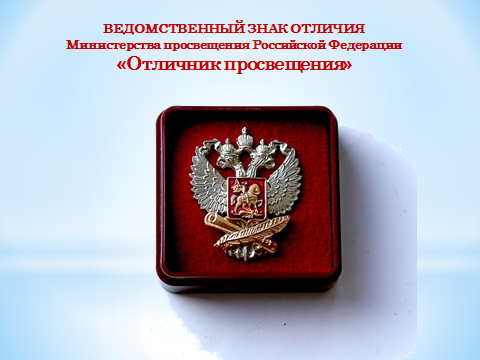 ВЕДОМСТВЕННЫЙ ЗНАК ОТЛИЧИЯ
Министерства просвещения Российской Федерации
«Отличник просвещения»